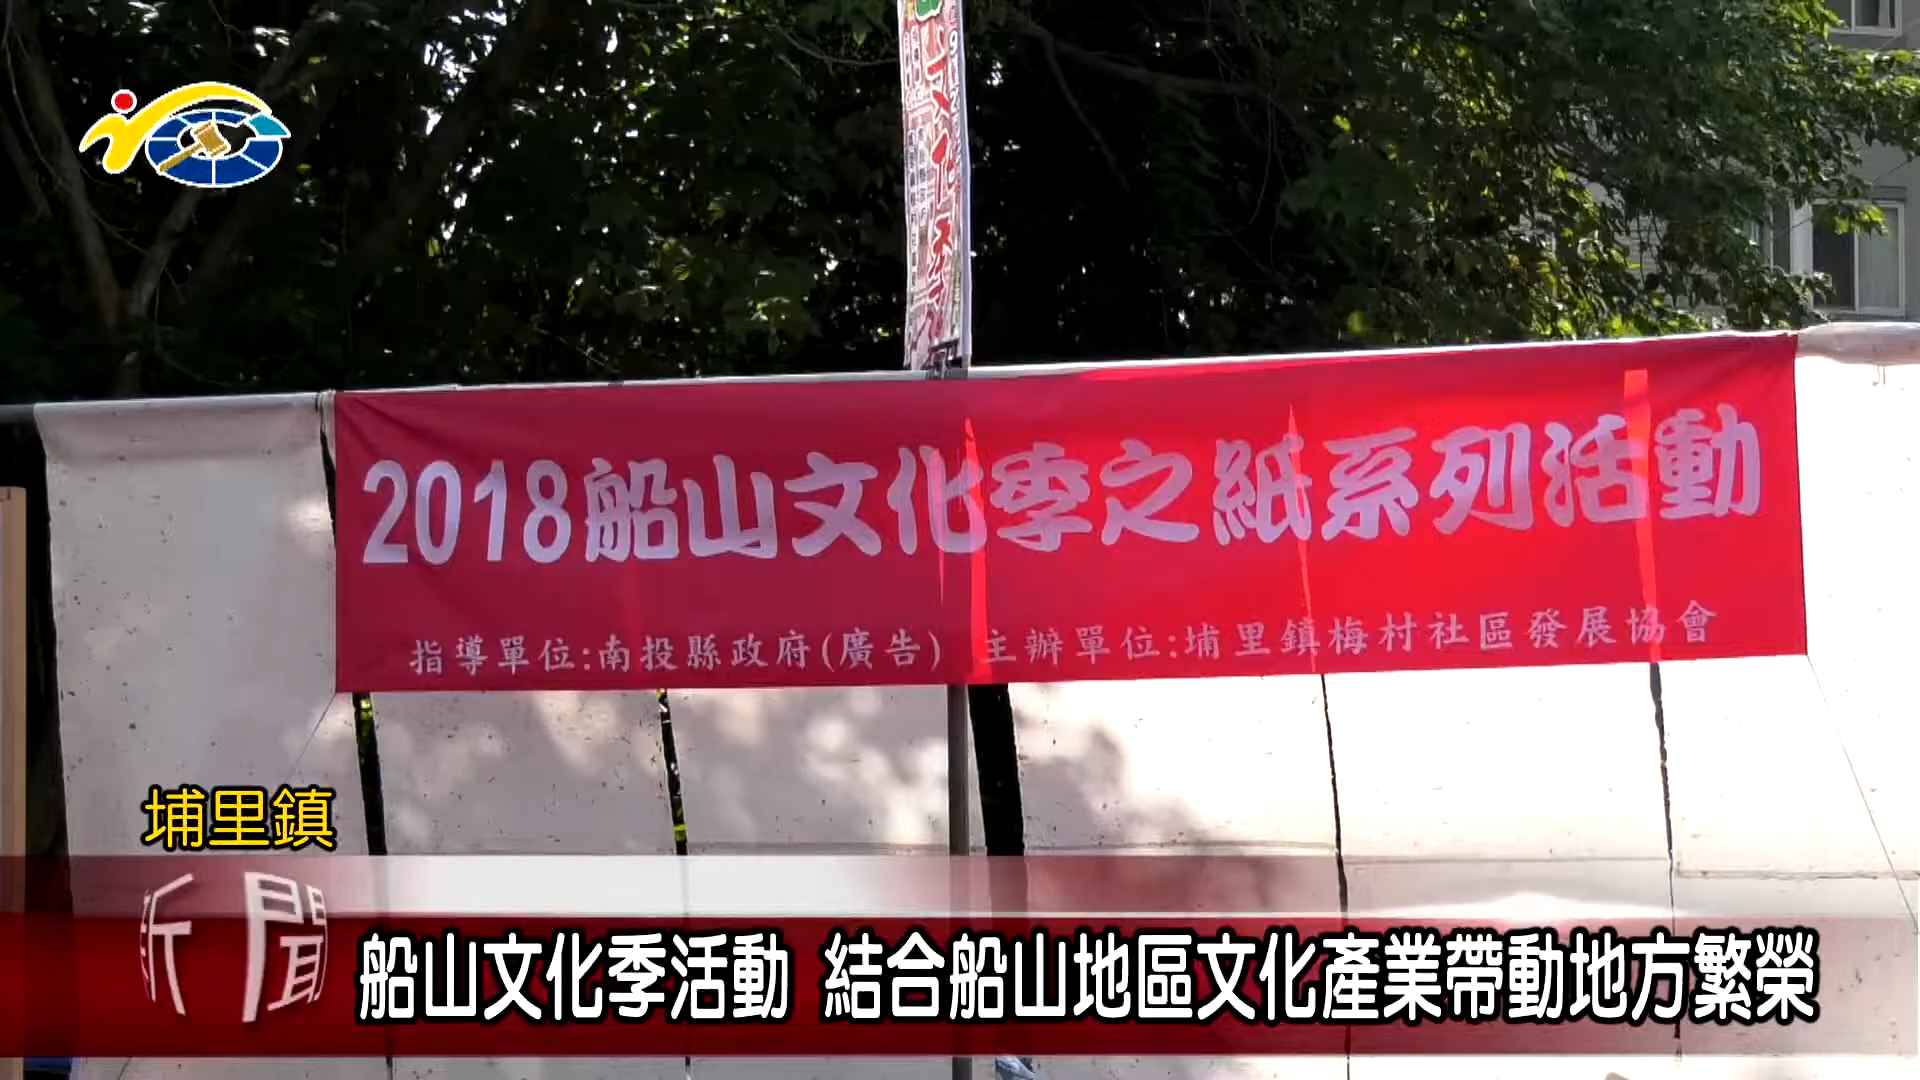 文化季
2018船山文化季之紙系列活動
指導單位:南投縣政府(廣告) 主辦單位:埔里鎮梅村社區發展協會
埔里鎮
新聞
船山文化季活動 結合船山地區文化產業帶動地方繁榮